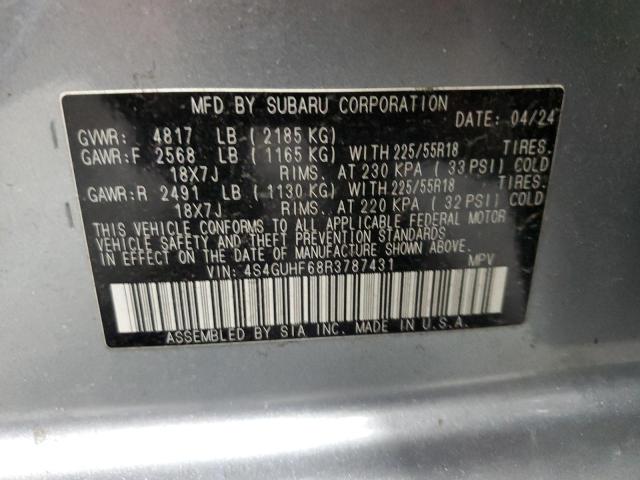 MFD BY SUBARU CORPORATION
DATE: 04/24
GVWR: 4817 LB (2185 KG)
GAWR:F 2568 LB (1165 KG) WITH 225/55R18 TIRES.
18X7J RIMS. AT 230 KPA (33 PSI) COLD
GAWR:R 2491 LB (1130 KG) WITH 225/55R18 TIRES.
18X7J RIMS. AT 220 KPA (32 PSI) COLD
THIS VEHICLE CONFORMS TO ALL APPLICABLE FEDERAL MOTOR
VEHICLE SAFETY AND THEFT PREVENTION STANDARDS
IN EFFECT ON THE DATE OF MANUFACTURE SHOWN ABOVE.
VIN: 4S4GUHF68R3787431 MPV
ASSEMBLED BY SIA INC. MADE IN U.S.A.